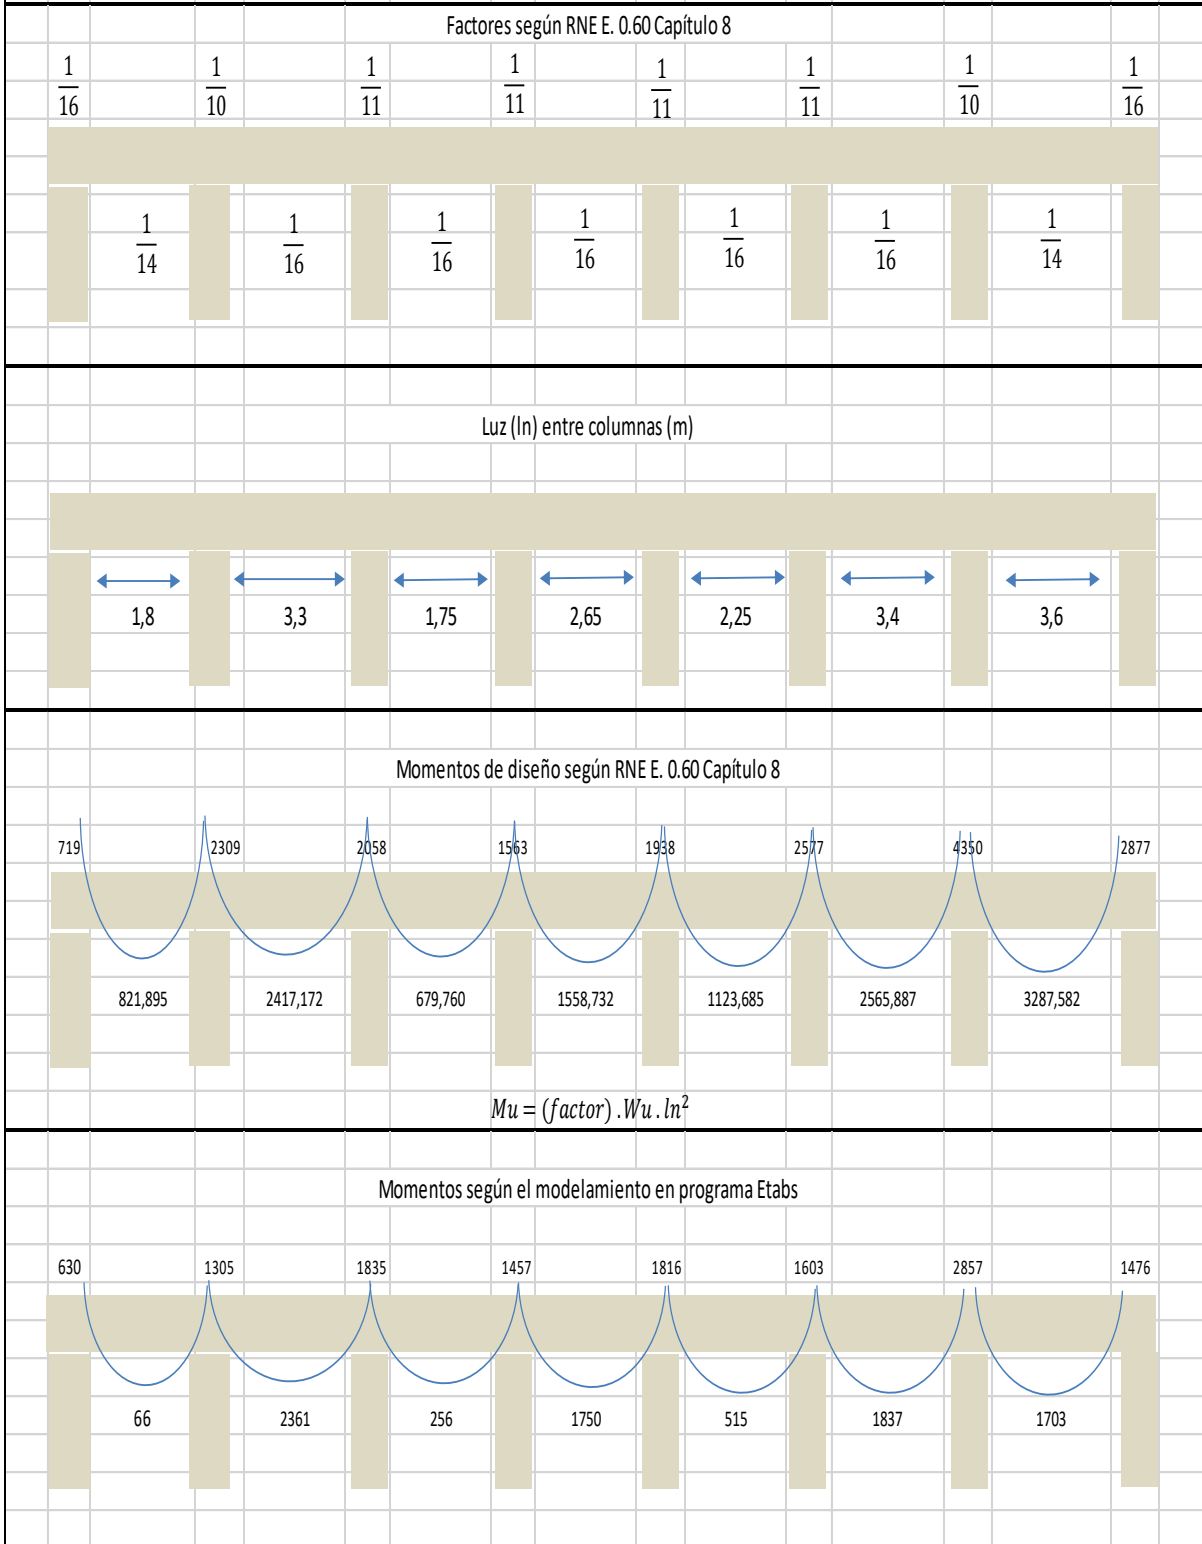 Factores según RNE E. 0.60 Capítulo 8
1/16 1/10 1/11 1/11 1/11 1/11 1/10 1/16
1/14 1/16 1/16 1/16 1/16 1/16 1/14
Luz (ln) entre columnas (m)
1,8 3,3 1,75 2,65 2,25 3,4 3,6
Momentos de diseño según RNE E. 0.60 Capítulo 8
719 2309 2058 1563 1938 2577 4350 2877
821,895 2417,172 679,760 1558,732 1123,685 2565,887 3287,582
Mu = (factor) . Wu . ln²
Momentos según el modelamiento en programa Etabs
630 1305 1835 1457 1816 1603 2857 1476
66 2361 256 1750 515 1837 1703